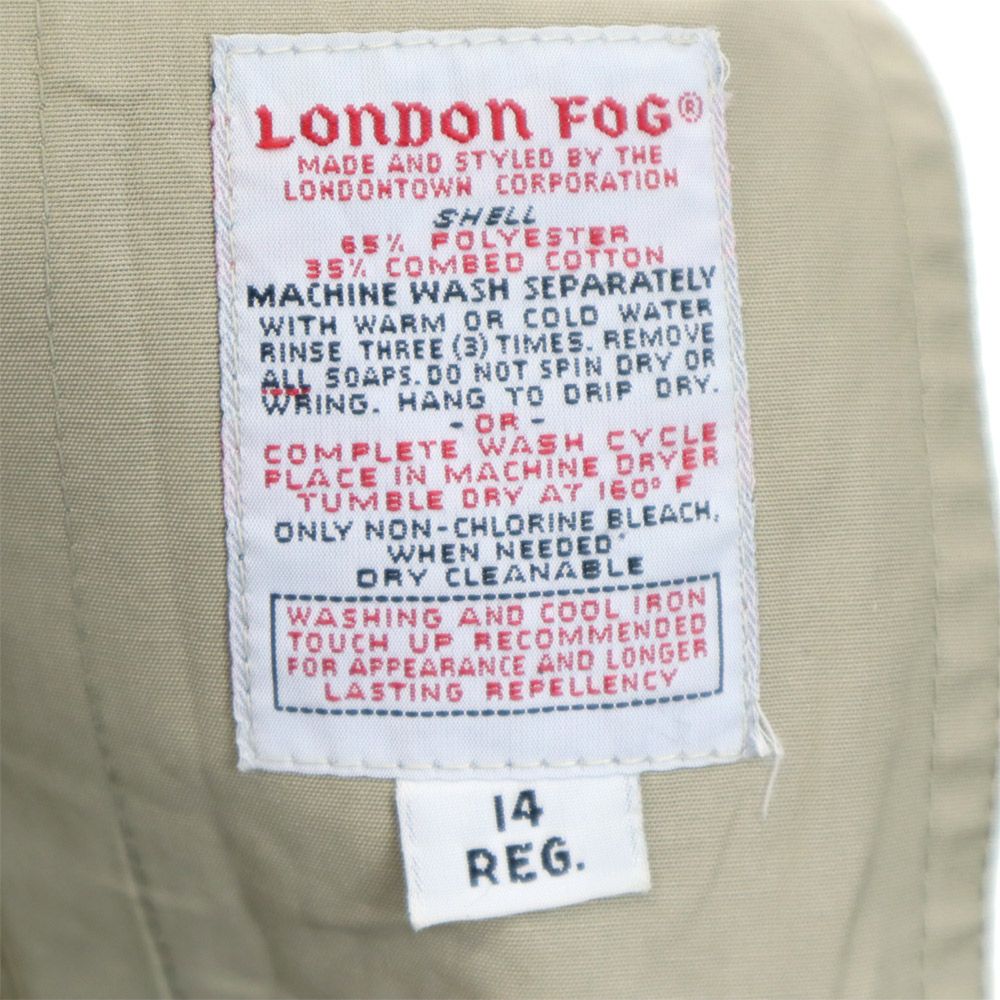 LONDON FOG®
MADE AND STYLED BY THE
LONDONTOWN CORPORATION
SHELL
65% POLYESTER
35% COMBED COTTON
MACHINE WASH SEPARATELY
WITH WARM OR COLD WATER
RINSE THREE (3) TIMES. REMOVE
ALL SOAPS. DO NOT SPIN DRY OR
WRING. HANG TO DRIP DRY.
- OR -
COMPLETE WASH CYCLE
PLACE IN MACHINE DRYER
TUMBLE DRY AT 160° F
ONLY NON-CHLORINE BLEACH,
WHEN NEEDED
DRY CLEANABLE
WASHING AND COOL IRON
TOUCH UP RECOMMENDED
FOR APPEARANCE AND LONGER
LASTING REPELLENCY
14
REG.